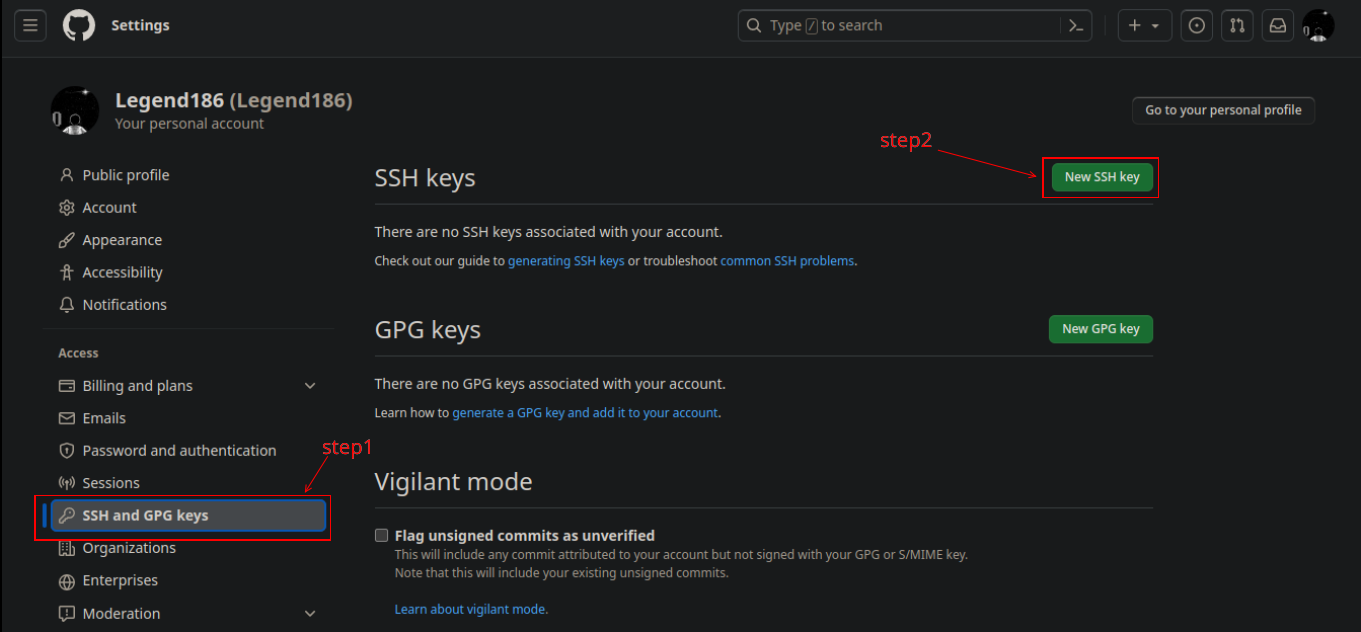 Settings
Type / to search
Legend186 (Legend186)
Your personal account
Go to your personal profile
step2
Public profile
Account
Appearance
Accessibility
Notifications
Access
Billing and plans
Emails
Password and authentication
step1
Sessions
SSH and GPG keys
Organizations
Enterprises
Moderation
SSH keys
New SSH key
There are no SSH keys associated with your account.
Check out our guide to generating SSH keys or troubleshoot common SSH problems.
GPG keys
New GPG key
There are no GPG keys associated with your account.
Learn how to generate a GPG key and add it to your account.
Vigilant mode
Flag unsigned commits as unverified
This will include any commit attributed to your account but not signed with your GPG or S/MIME key.
Note that this will include your existing unsigned commits.
Learn about vigilant mode.